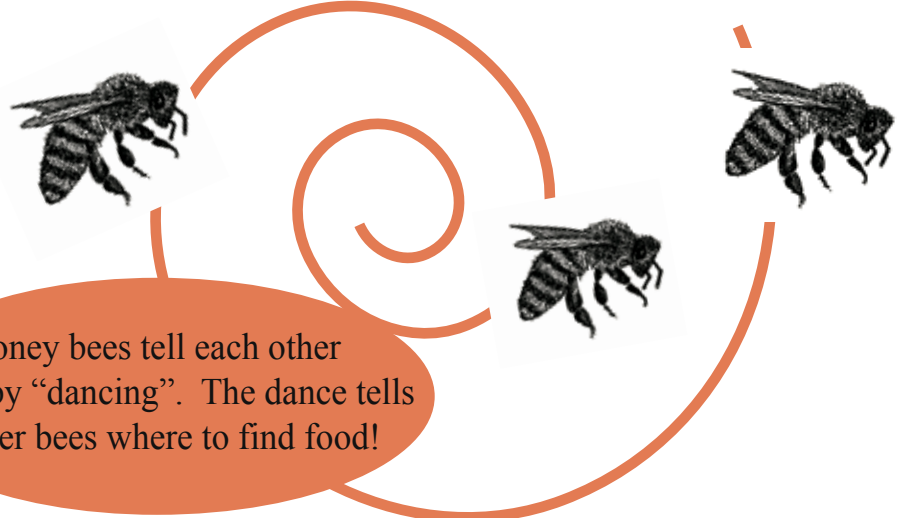 oney bees tell each other
by “dancing”.  The dance tells
er bees where to find food!